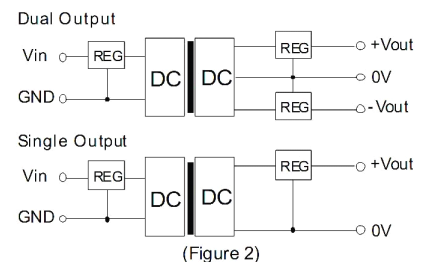 Dual Output
Vin REG DC DC REG +Vout
0V
GND REG -Vout
Single Output
Vin REG DC DC REG +Vout
GND 0V
(Figure 2)